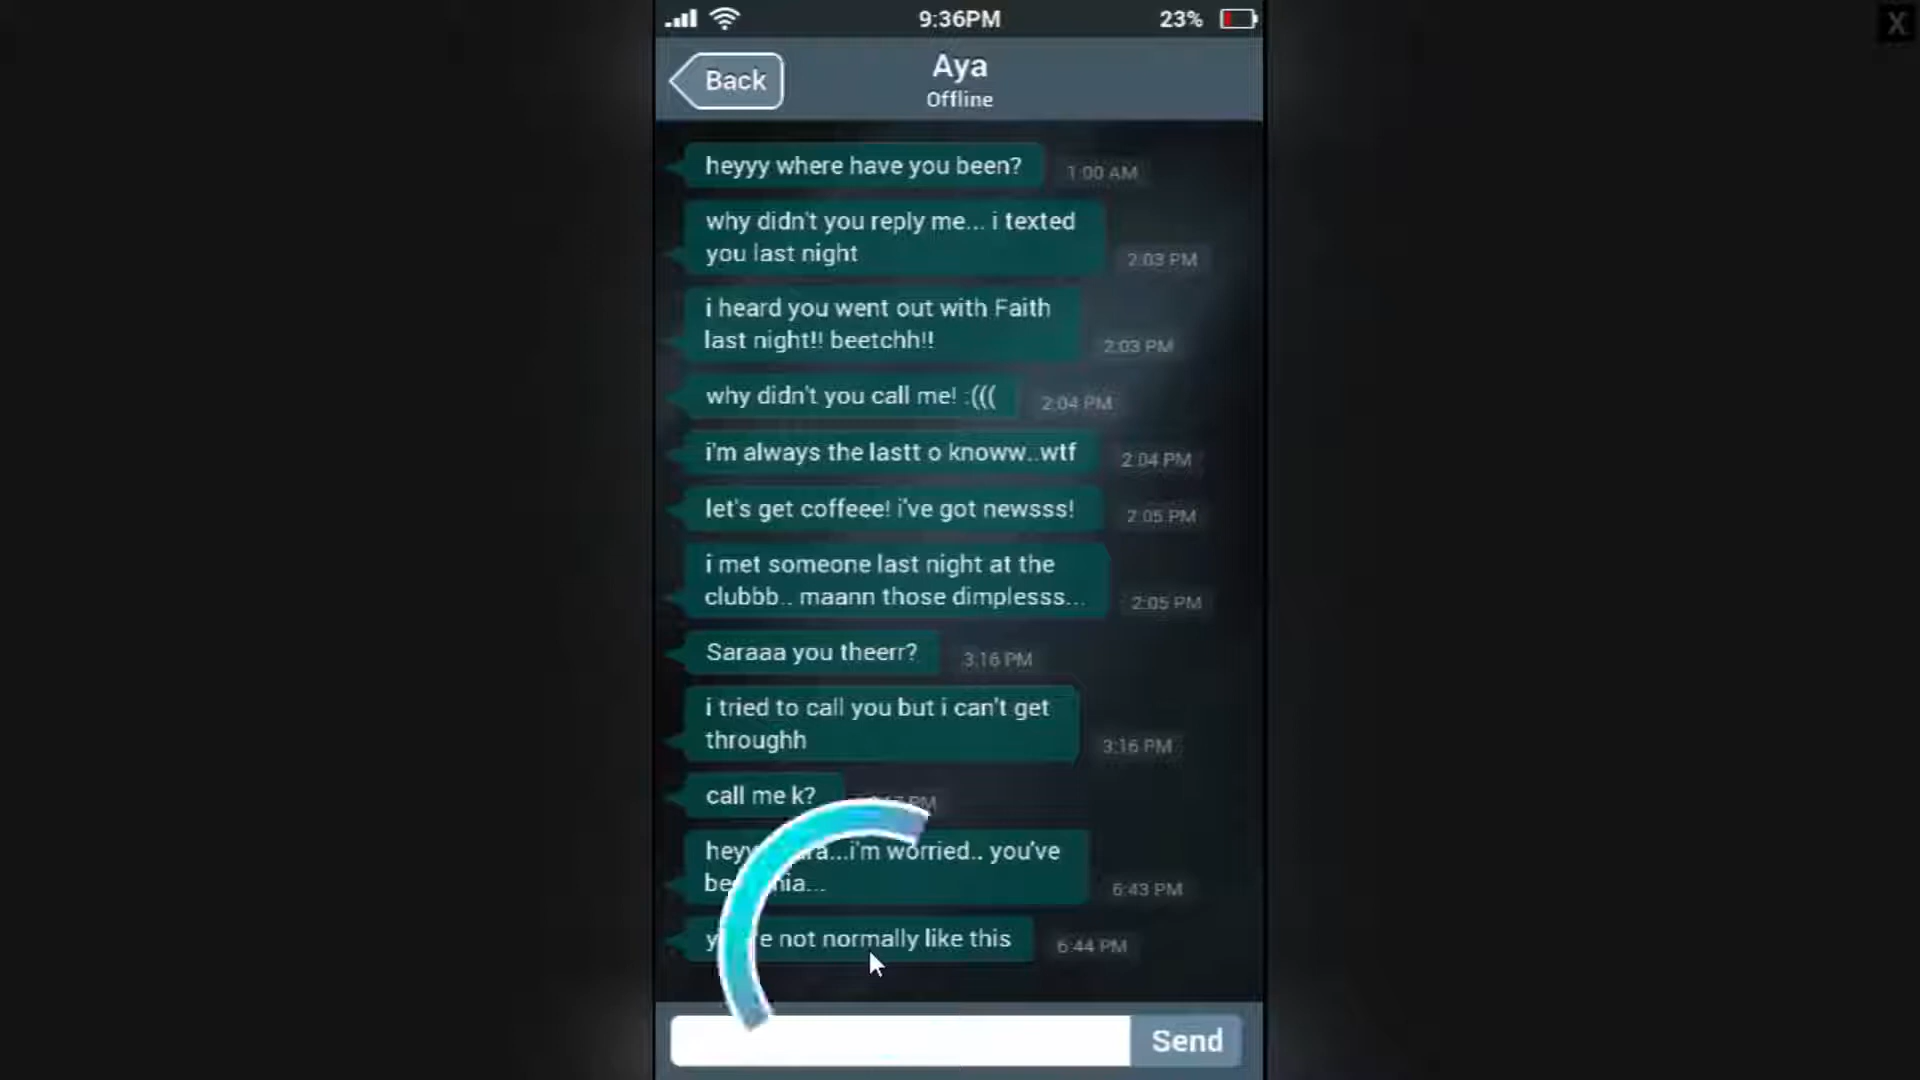 9:36PM
23%
X
Back
Aya
Offline
heyyy where have you been?
1:00 AM
why didn't you reply me... i texted
you last night
2:03 PM
i heard you went out with Faith
last night!! beetchh!!
2:03 PM
why didn't you call me! :(((
2:04 PM
i'm always the lastt o knoww..wtf
2:04 PM
let's get coffeee! i've got newsss!
2:05 PM
i met someone last night at the
clubbb.. maann those dimplesss...
2:05 PM
Saraaa you theerr?
3:16 PM
i tried to call you but i can't get
throughh
3:16 PM
call me k?
PM
i'm worried.. you've
6:43 PM
not normally like this
6:44 PM
Send